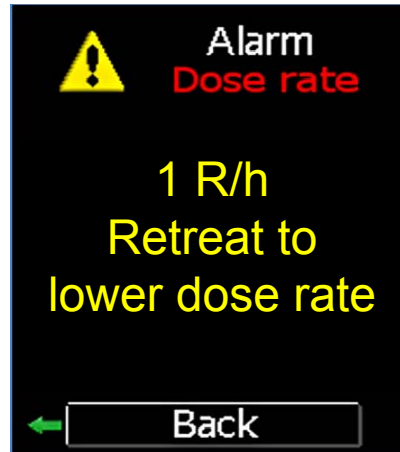 Alarm
Dose rate
1 R/h
Retreat to
lower dose rate
Back